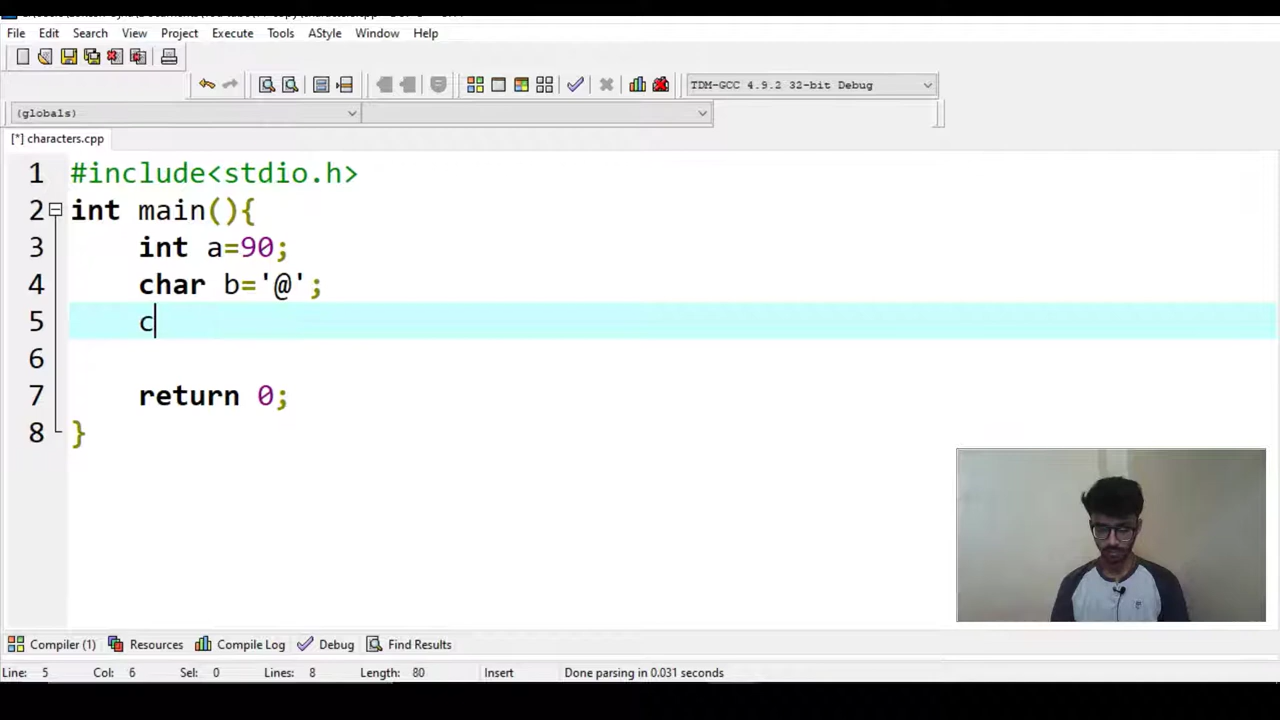 File Edit Search View Project Execute Tools AStyle Window Help
TDM-GCC 4.9.2 32-bit Debug
(globals)
[*] characters.cpp
1 #include<stdio.h>
2 int main(){
3 int a=90;
4 char b='@';
5 c
6
7 return 0;
8 }
Compiler (1) Resources Compile Log Debug Find Results
Line: 5 Col: 6 Sel: 0 Lines: 8 Length: 80 Insert Done parsing in 0.031 seconds